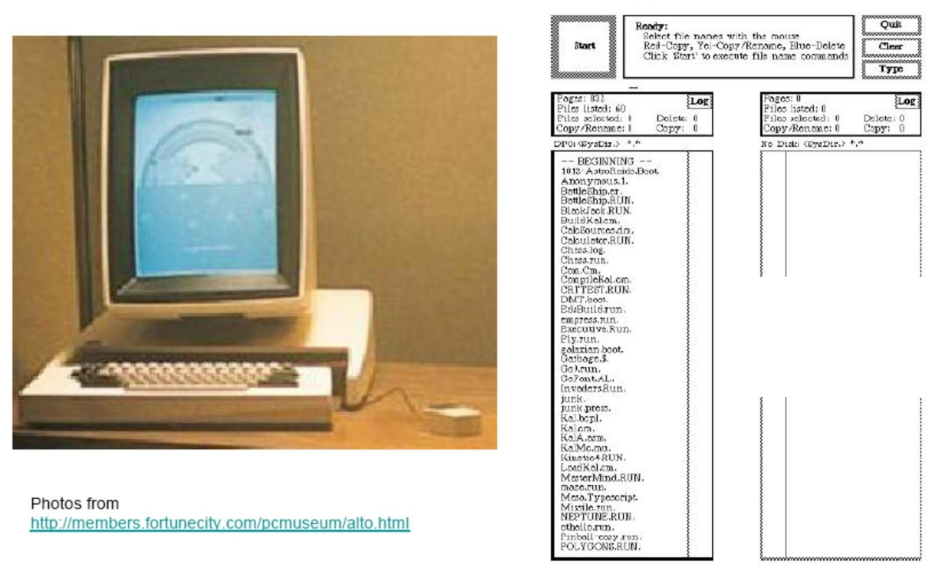 Start
Ready:
Select file names with the mouse
Red-Copy, Yel-Copy/Rename, Blue-Delete
Click 'Start' to execute file name commands
Quit
Clear
Type
Pages: 832
Files listed: 60
Files selected: 1 Delete: 0
Copy/Rename: 1 Copy: 0
Log
Pages: 0
Files listed: 0
Files selected: 0 Delete: 0
Copy/Rename: 0 Copy: 0
Log
DP0: <SysDir.> *.*
No Disk: <SysDir.> *.*
-- BEGINNING --
1012-AstroRoids.Boot.
Anonymous.1.
BattleShip.er.
BattleShip.RUN.
BlackJack.RUN.
BuildKal.cm.
CalcSources.dm.
Calculator.RUN.
Chess.log.
Chess.run.
Com.Cm.
CompileKal.cm.
CRTTEST.RUN.
DMT.boot.
EdsBuild.run.
empress.run.
Executive.Run.
Fly.run.
galaxian.boot.
Garbage.$.
GoFont.AL.
InvadersRun.
junk.
junk.press.
Kal.bcpl.
Kal.cm.
KalA.asm.
KalMc.mu.
Kinetic4.RUN.
LoadKal.cm.
MasterMind.RUN.
maze.run.
Mesa.Typescript.
Missile.run.
NEPTUNE.RUN.
othello.run.
Pinball-easy.run.
POLYGONS.RUN.
Photos from
http://members.fortunecity.com/pcmuseum/alto.html